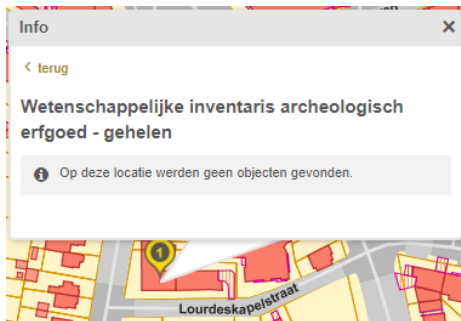 Info
terug
Wetenschappelijke inventaris archeologisch
erfgoed - gehelen
Op deze locatie werden geen objecten gevonden.
1
Lourdeskapelstraat